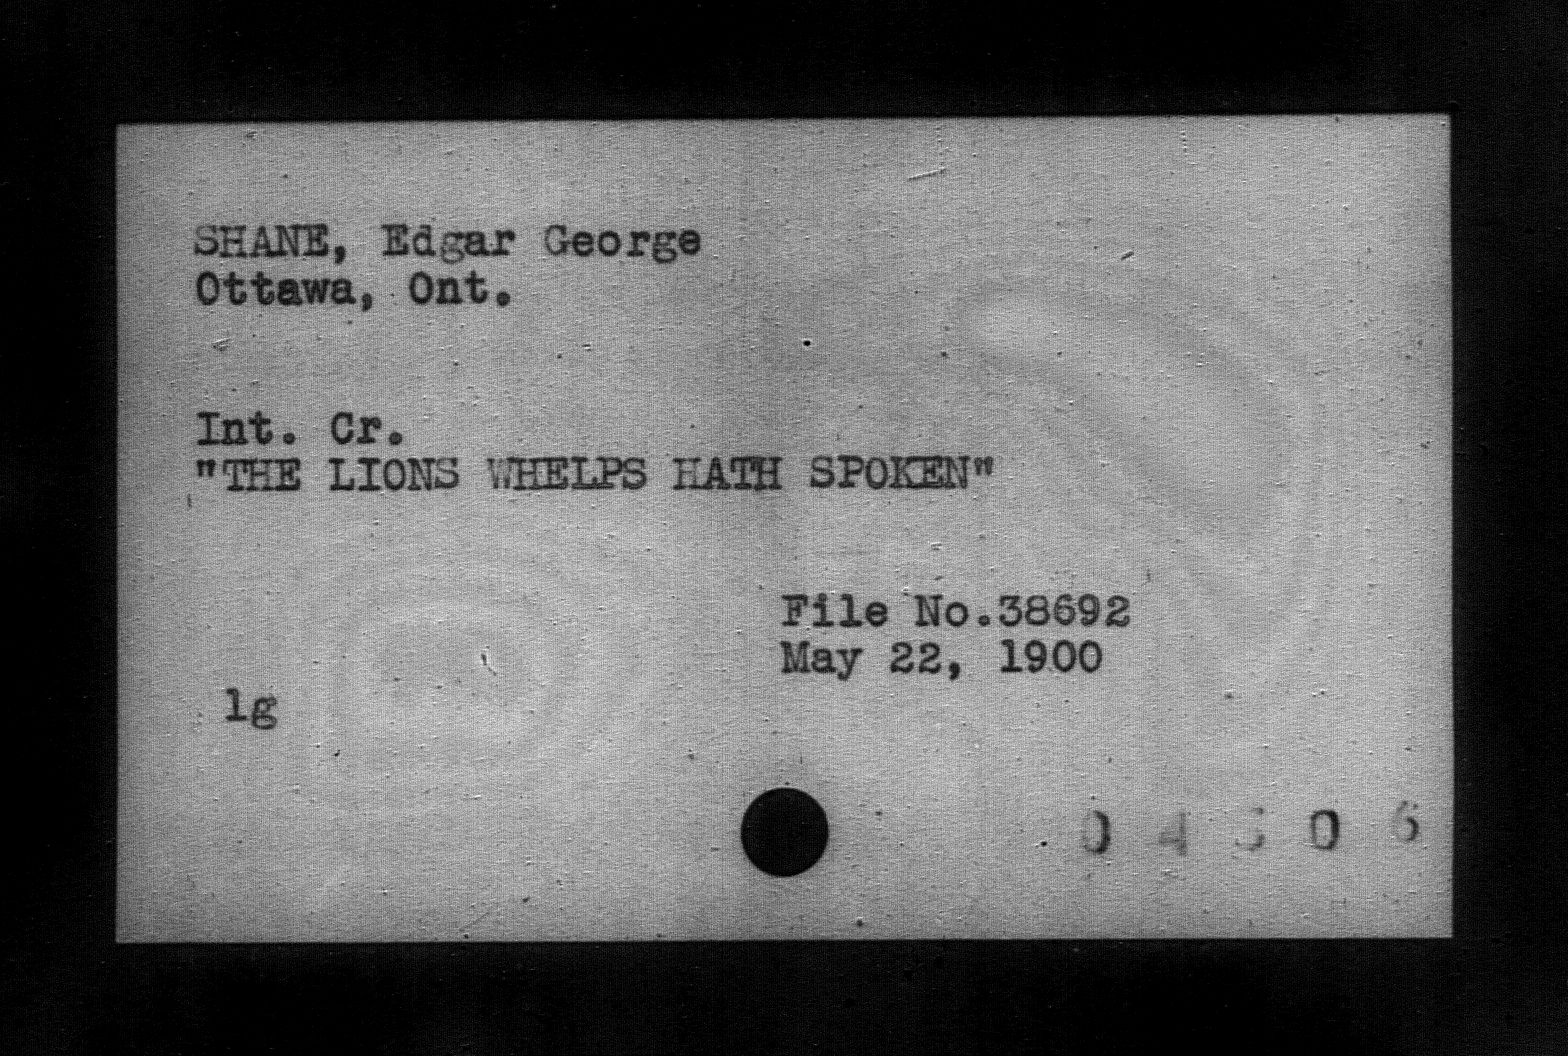 SHANE, Edgar George
Ottawa, Ont.
Int. Cr.
"THE LIONS WHELPS HATH SPOKEN"
File No.38692
May 22, 1900
lg